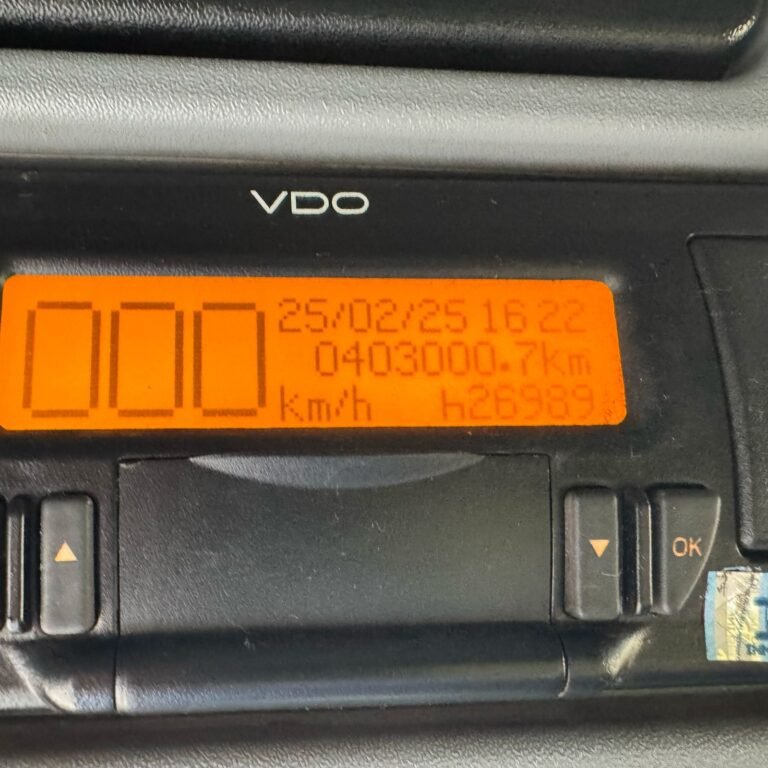 VDO
000
25/02/25 16 22
0403000.7km
km/h h26989
OK